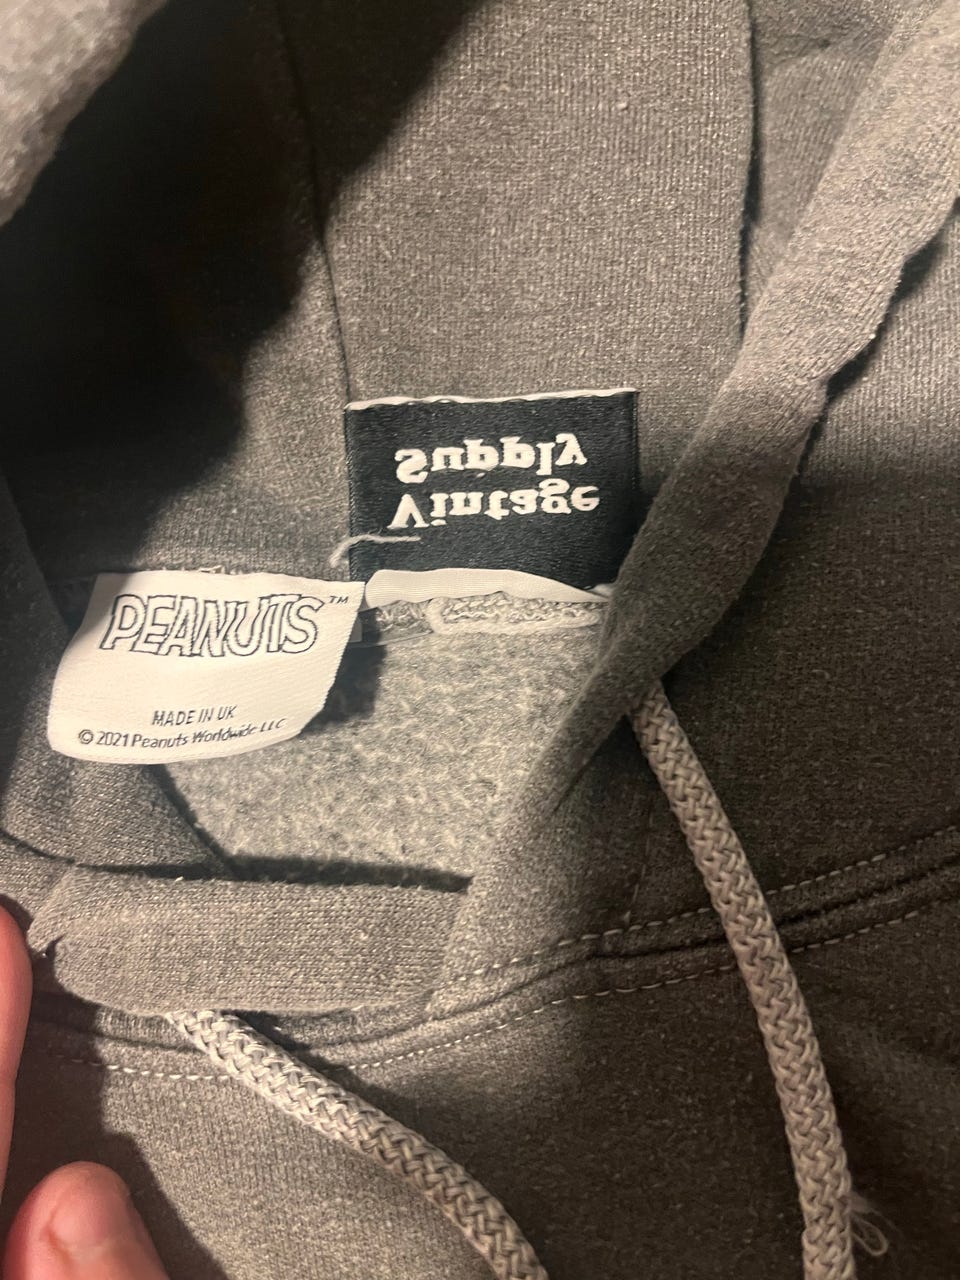 Vintage
Supply
PEANUTS™
MADE IN UK
© 2021 Peanuts Worldwide LLC